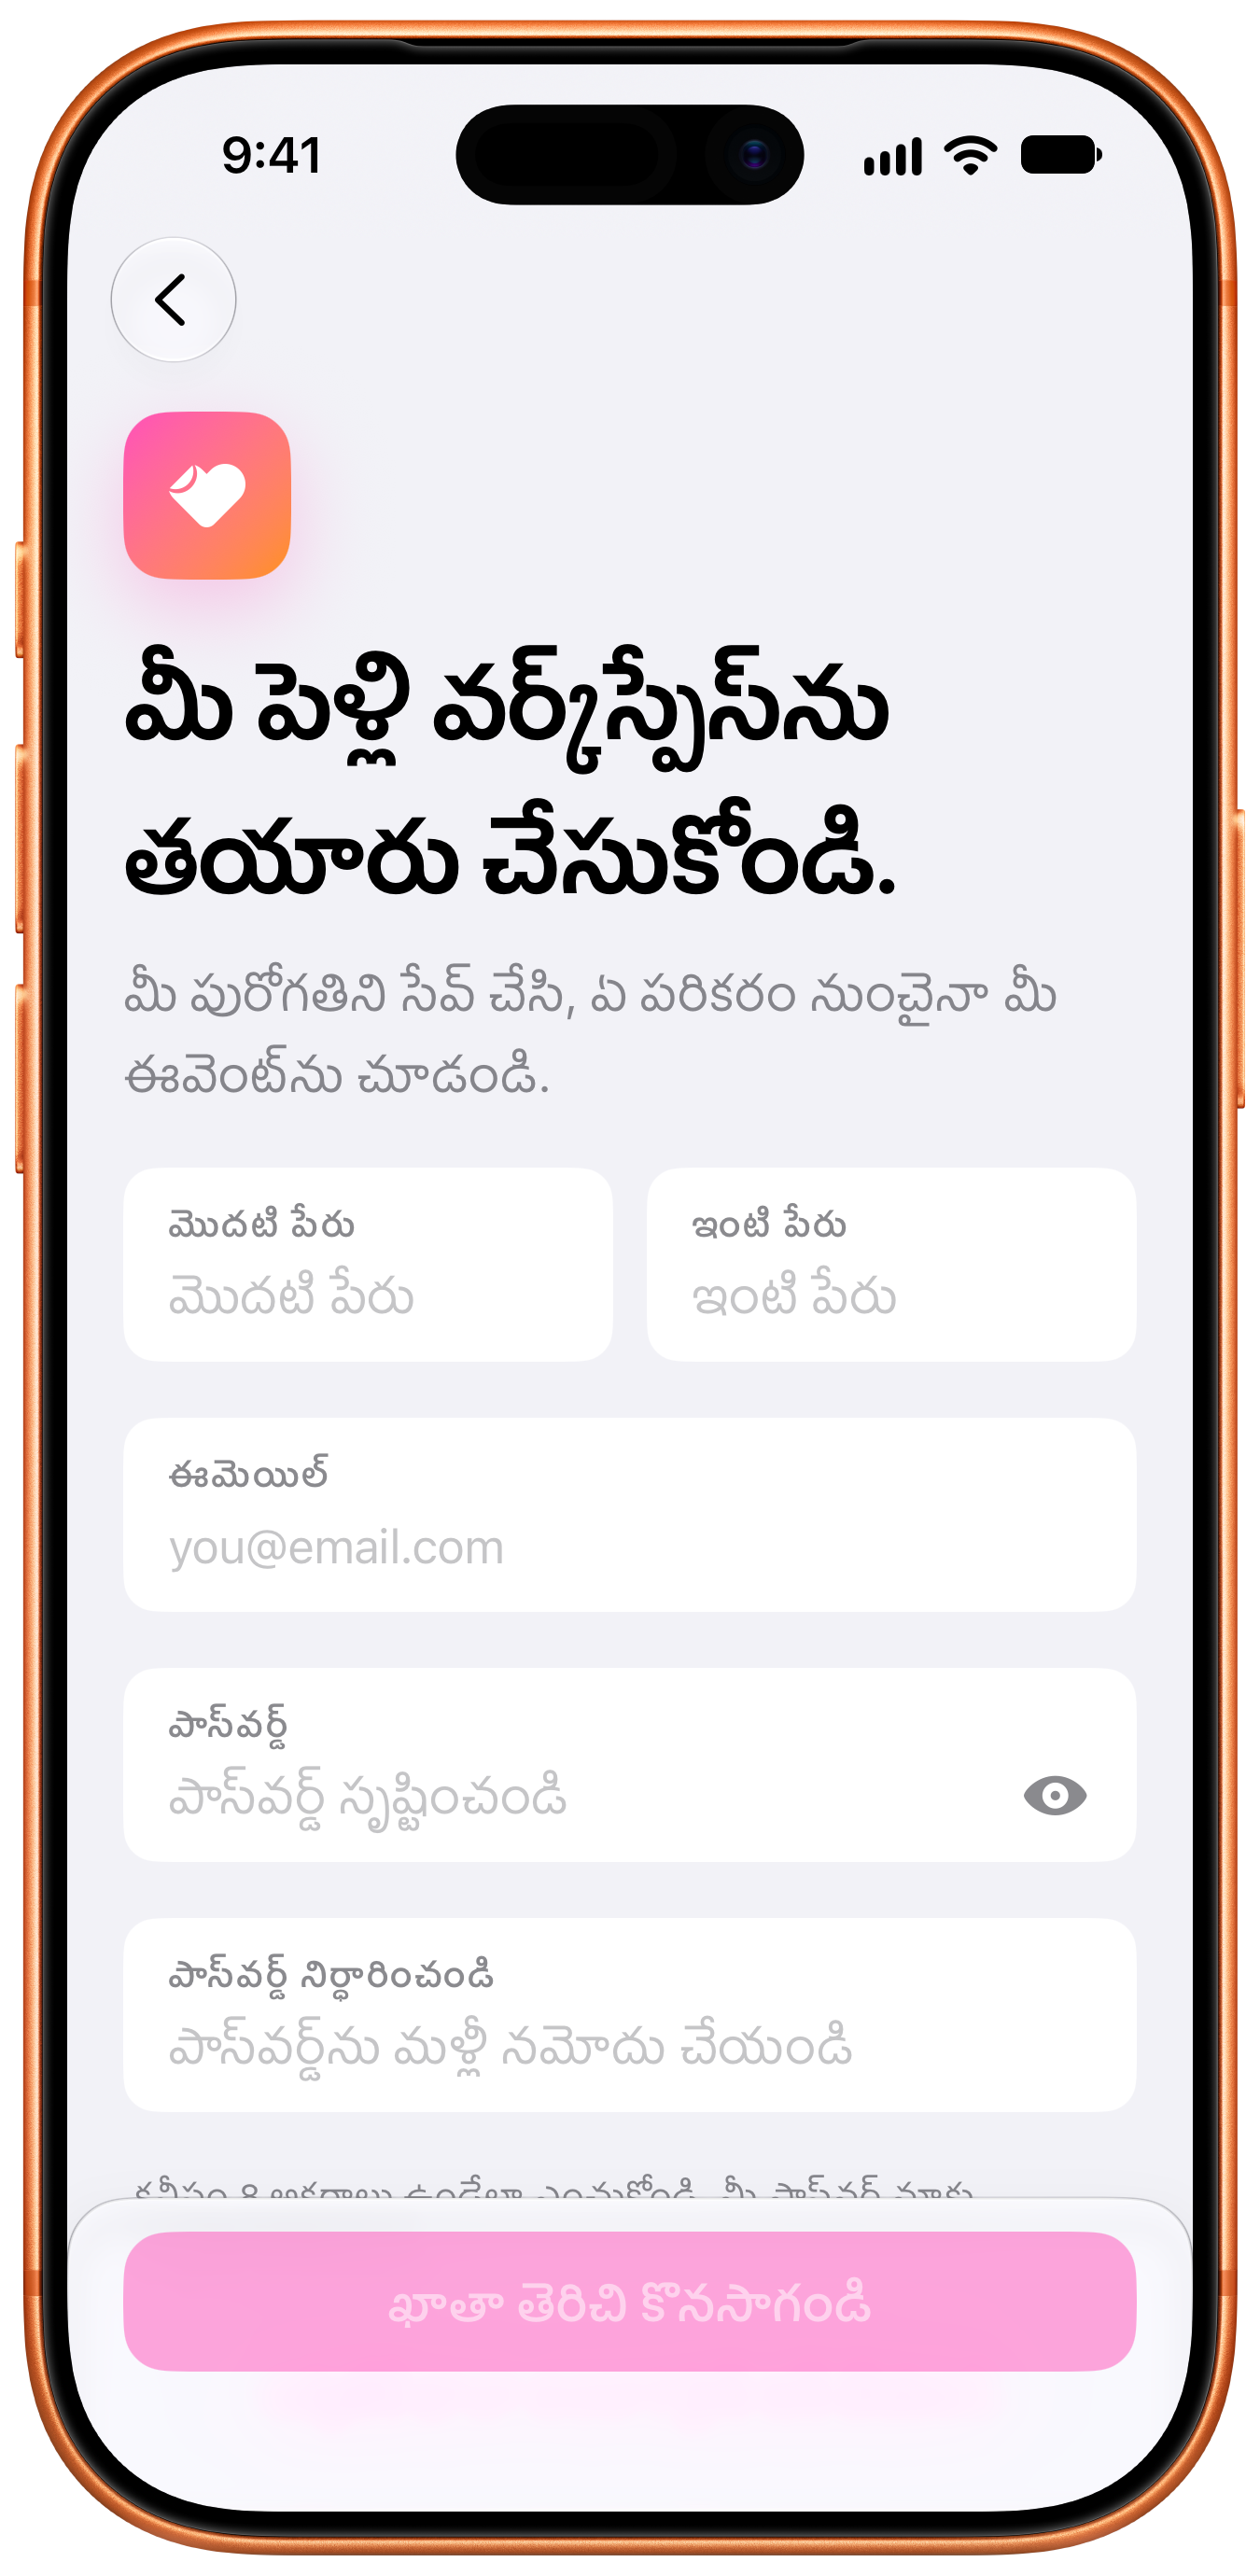 9:41
మీ పెళ్లి వర్క్‌స్పేస్‌ను
తయారు చేసుకోండి.
మీ పురోగతిని సేవ్ చేసి, ఏ పరికరం నుంచైనా మీ
ఈవెంట్‌ను చూడండి.
మొదటి పేరు
ఇంటి పేరు
మొదటి పేరు
ఇంటి పేరు
ఈమెయిల్
you@email.com
పాస్‌వర్డ్
పాస్‌వర్డ్ సృష్టించండి
పాస్‌వర్డ్ నిర్ధారించండి
పాస్‌వర్డ్‌ను మళ్లీ నమోదు చేయండి
ఖాతా తెరిచి కొనసాగండి